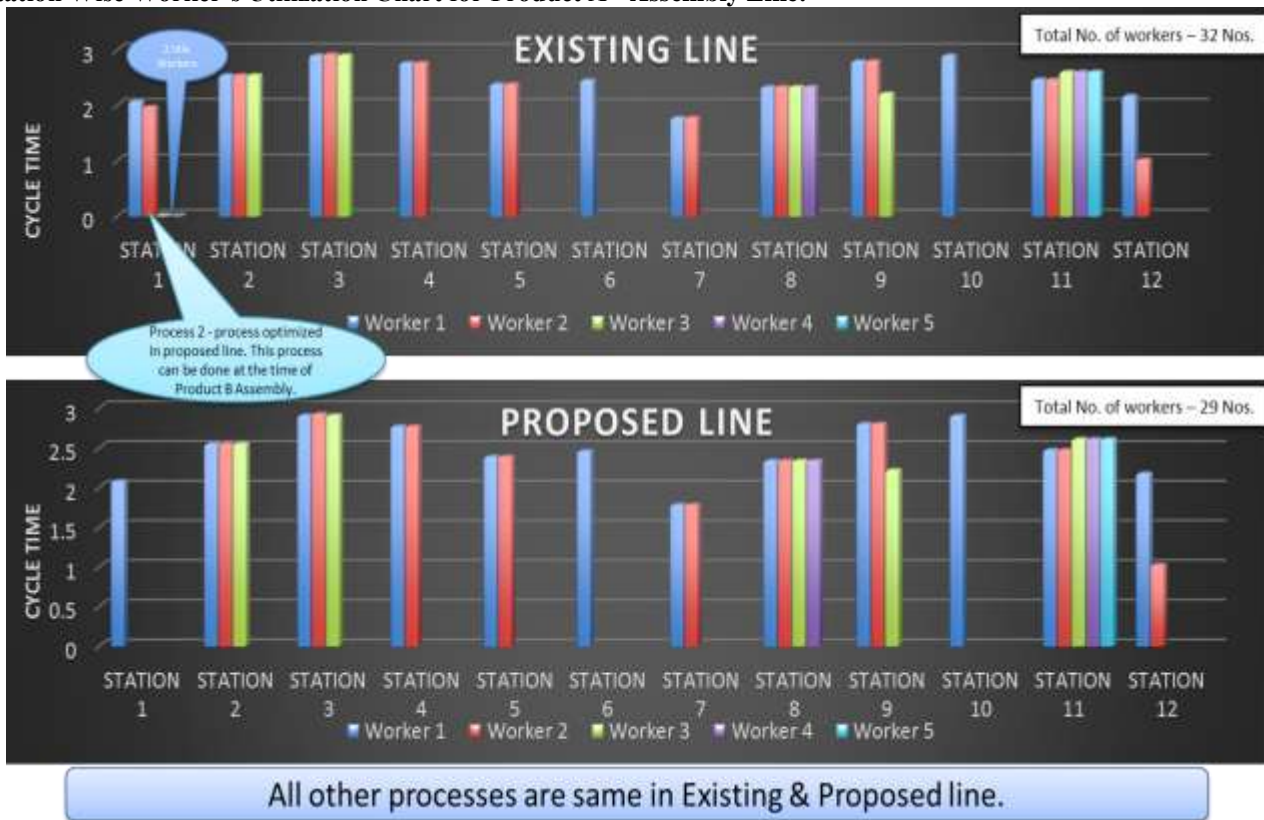 ation Wise Worker's Utilization Chart for Product A - Assembly Line:
EXISTING LINE
Total No. of workers – 32 Nos.
Workers
CYCLE TIME
3
2
1
0
STATION 1
STATION 2
STATION 3
STATION 4
STATION 5
STATION 6
STATION 7
STATION 8
STATION 9
STATION 10
STATION 11
STATION 12
Worker 1 Worker 2 Worker 3 Worker 4 Worker 5
Process 2 - process optimized
In proposed line. This process
can be done at the time of
Product B Assembly.
PROPOSED LINE
Total No. of workers – 29 Nos.
CYCLE TIME
3
2.5
2
1.5
1
0.5
0
STATION 1
STATION 2
STATION 3
STATION 4
STATION 5
STATION 6
STATION 7
STATION 8
STATION 9
STATION 10
STATION 11
STATION 12
Worker 1 Worker 2 Worker 3 Worker 4 Worker 5
All other processes are same in Existing & Proposed line.